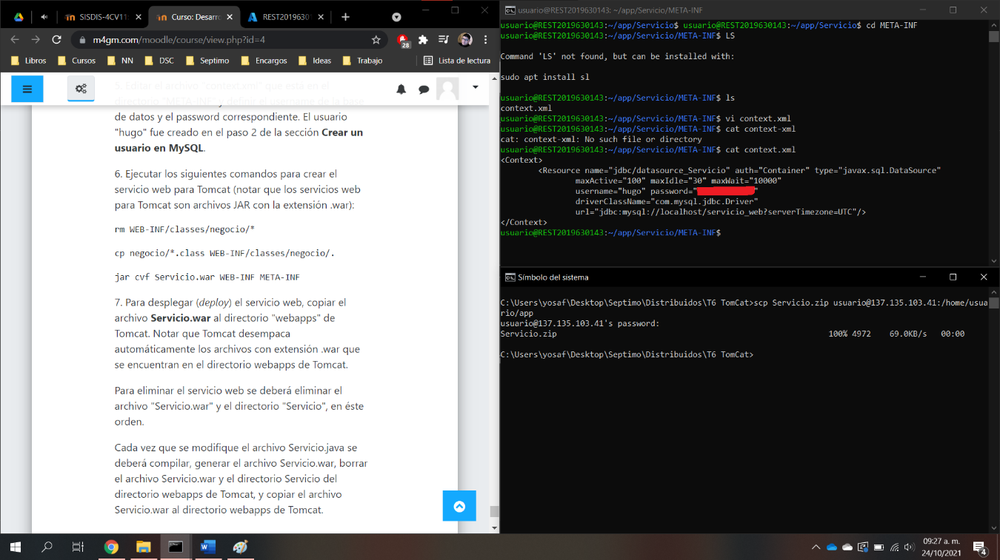 SISDIS-4CV11
Curso: Desarro
REST2019630
m4gm.com/moodle/course/view.php?id=4
28
Libros
Cursos
NN
DSC
Septimo
Encargos
Ideas
Trabajo
Lista de lectura
5. Editar el archivo "context.xml" que esta en el
directorio "META-INF" y definir el username de la base
de datos y el password correspondiente. El usuario
"hugo" fue creado en el paso 2 de la sección Crear un
usuario en MySQL.
6. Ejecutar los siguientes comandos para crear el
servicio web para Tomcat (notar que los servicios web
para Tomcat son archivos JAR con la extensión .war):
rm WEB-INF/classes/negocio/*
cp negocio/*.class WEB-INF/classes/negocio/.
jar cvf Servicio.war WEB-INF META-INF
7. Para desplegar (deploy) el servicio web, copiar el
archivo Servicio.war al directorio "webapps" de
Tomcat. Notar que Tomcat desempaca
automáticamente los archivos con extensión .war que
se encuentran en el directorio webapps de Tomcat.
Para eliminar el servicio web se deberá eliminar el
archivo "Servicio.war" y el directorio "Servicio", en éste
orden.
Cada vez que se modifique el archivo Servicio.java se
deberá compilar, generar el archivo Servicio.war, borrar
el archivo Servicio.war y el directorio Servicio del
directorio webapps de Tomcat, y copiar el archivo
Servicio.war al directorio webapps de Tomcat.
usuario@REST2019630143: ~/app/Servicio/META-INF
usuario@REST2019630143:~/app/Servicio$ usuario@REST2019630143:~/app/Servicio$ cd META-INF
usuario@REST2019630143:~/app/Servicio/META-INF$ LS
Command 'LS' not found, but can be installed with:
sudo apt install sl
usuario@REST2019630143:~/app/Servicio/META-INF$ ls
context.xml
usuario@REST2019630143:~/app/Servicio/META-INF$ vi context.xml
usuario@REST2019630143:~/app/Servicio/META-INF$ cat context-xml
cat: context-xml: No such file or directory
usuario@REST2019630143:~/app/Servicio/META-INF$ cat context.xml
<Context>
<Resource name="jdbc/datasource_Servicio" auth="Container" type="javax.sql.DataSource"
maxActive="100" maxIdle="30" maxWait="10000"
username="hugo" password=" "
driverClassName="com.mysql.jdbc.Driver"
url="jdbc:mysql://localhost/servicio_web?serverTimezone=UTC"/>
</Context>
usuario@REST2019630143:~/app/Servicio/META-INF$
Símbolo del sistema
C:\Users\yosaf\Desktop\Septimo\Distribuidos\T6 TomCat>scp Servicio.zip usuario@137.135.103.41:/home/usua
rio/app
usuario@137.135.103.41's password:
Servicio.zip 100% 4972 69.0KB/s 00:00
C:\Users\yosaf\Desktop\Septimo\Distribuidos\T6 TomCat>
09:27 a. m.
24/10/2021
4